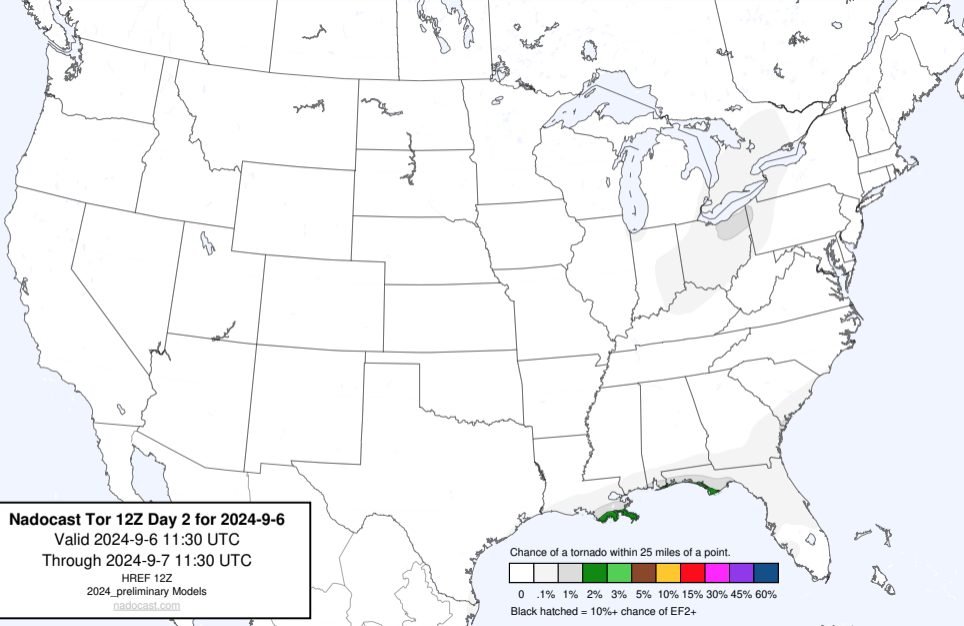 Nadocast Tor 12Z Day 2 for 2024-9-6
Valid 2024-9-6 11:30 UTC
Through 2024-9-7 11:30 UTC
HREF 12Z
2024_preliminary Models
nadocast.com
Chance of a tornado within 25 miles of a point.
0 .1% 1% 2% 3% 5% 10% 15% 30% 45% 60%
Black hatched = 10%+ chance of EF2+